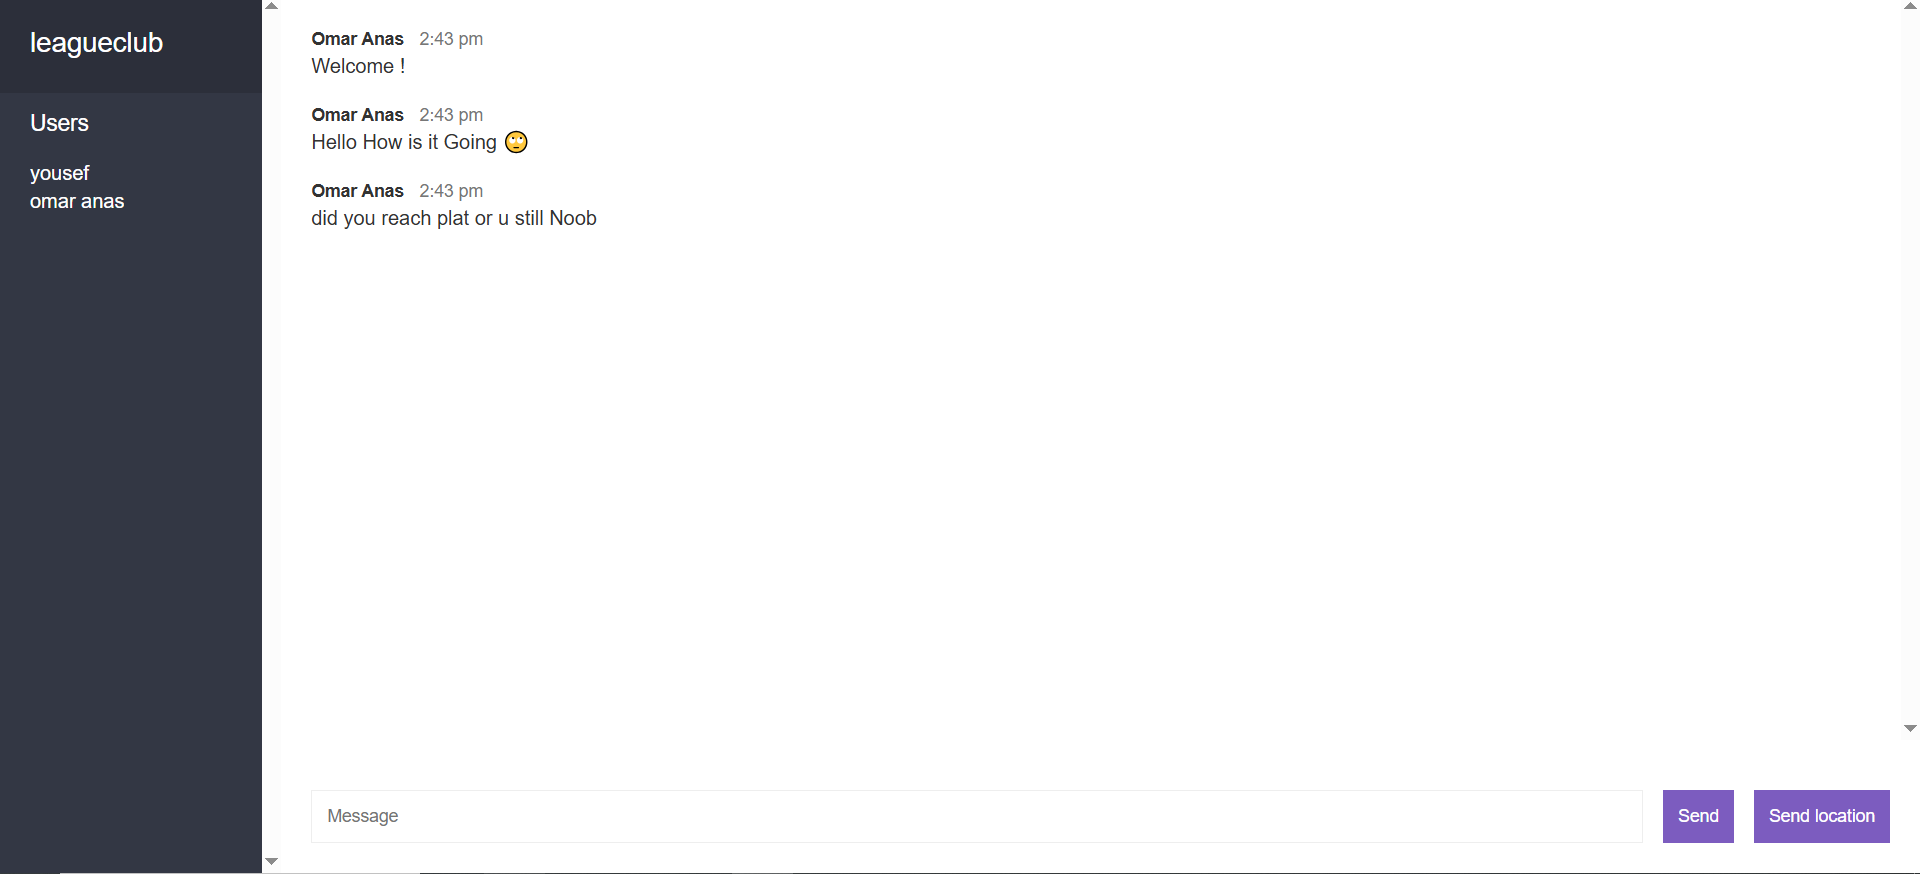 leagueclub
Users
yousef
omar anas
Omar Anas 2:43 pm
Welcome !
Omar Anas 2:43 pm
Hello How is it Going 🙄
Omar Anas 2:43 pm
did you reach plat or u still Noob
Message
Send
Send location